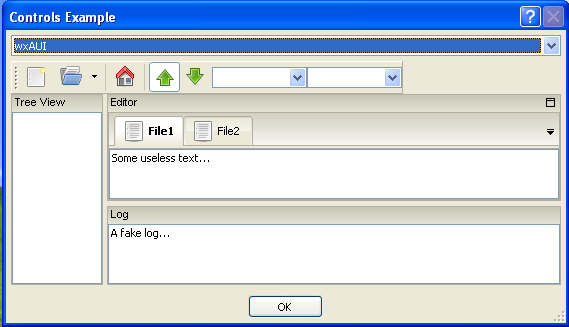 Controls Example
wxAUI
Tree View
Editor
File1
File2
Some useless text...
Log
A fake log...
OK